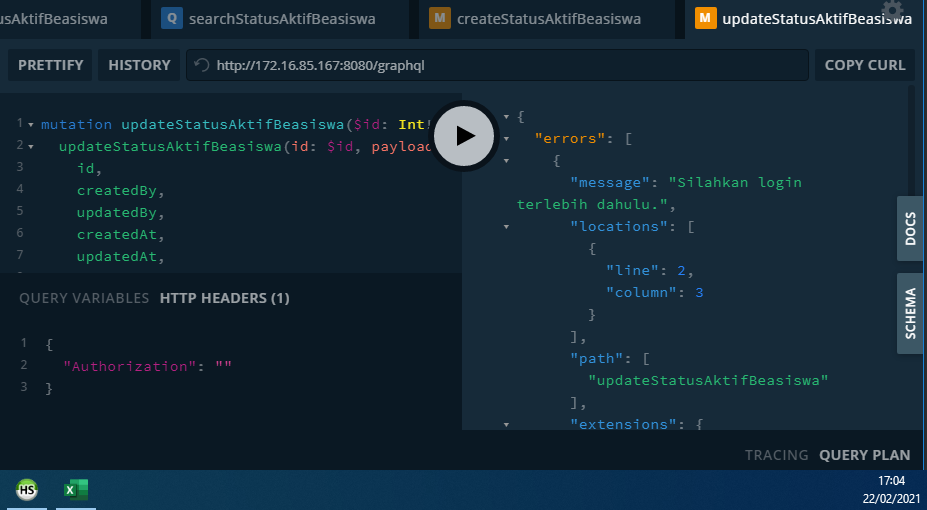 usAktifBeasiswa
Q searchStatusAktifBeasiswa
M createStatusAktifBeasiswa
M updateStatusAktifBeasiswa
PRETTIFY
HISTORY
http://172.16.85.167:8080/graphql
COPY CURL
1 mutation updateStatusAktifBeasiswa($id: Int!
2 updateStatusAktifBeasiswa(id: $id, payload
3 id,
4 createdBy,
5 updatedBy,
6 createdAt,
7 updatedAt,
QUERY VARIABLES HTTP HEADERS (1)
1 {
2 "Authorization": ""
3 }
{
"errors": [
{
"message": "Silahkan login
terlebih dahulu.",
"locations": [
{
"line": 2,
"column": 3
}
],
"path": [
"updateStatusAktifBeasiswa"
],
"extensions": {
DOCS
SCHEMA
TRACING QUERY PLAN
HS
X
17:04
22/02/2021